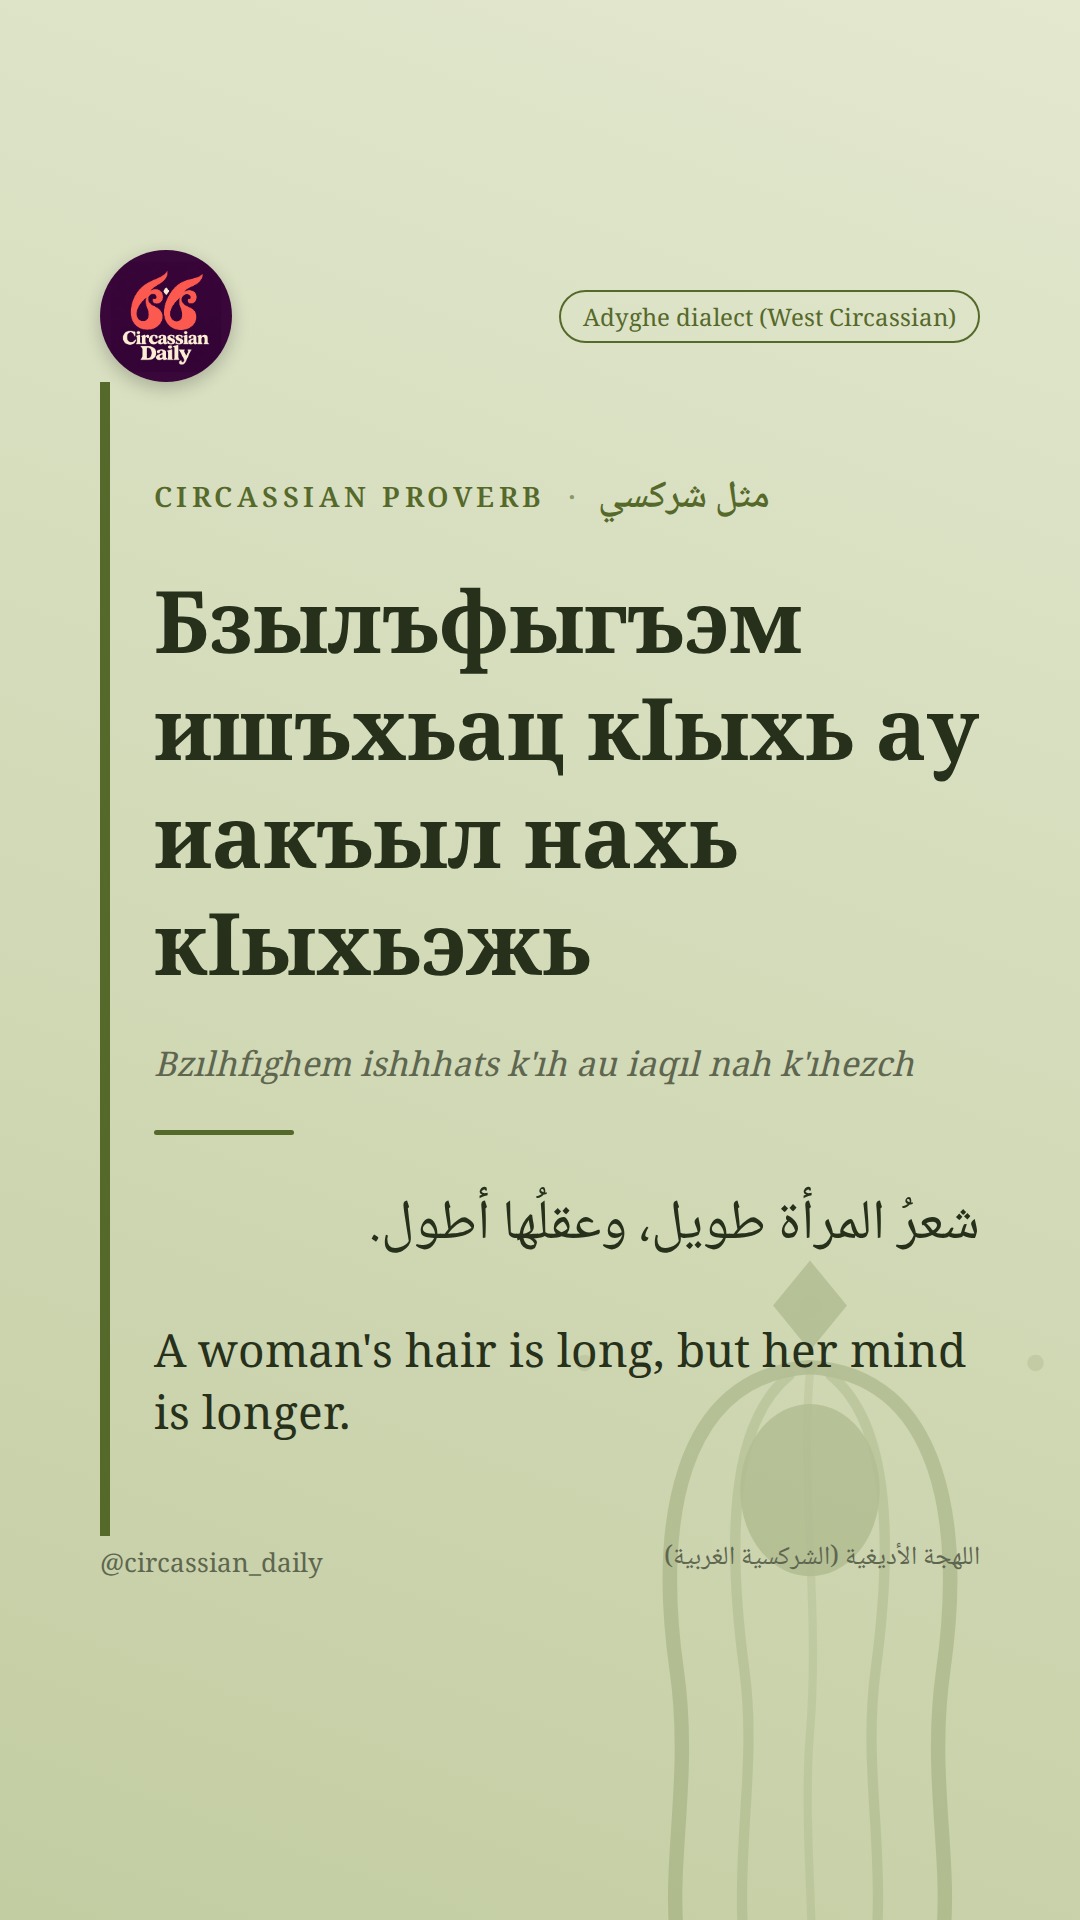 Circassian
Daily
Adyghe dialect (West Circassian)
CIRCASSIAN PROVERB · مثل شركسي
Бзылъфыгъэм
ишъхьац кӀыхь ау
иакъыл нахь
кӀыхьэжь
Bzılhfıghem ishhhats k'ıh au iaqıl nah k'ıhezch
شعرُ المرأة طويل، وعقلُها أطول.
A woman's hair is long, but her mind
is longer.
@circassian_daily
اللهجة الأديغية (الشركسية الغربية)